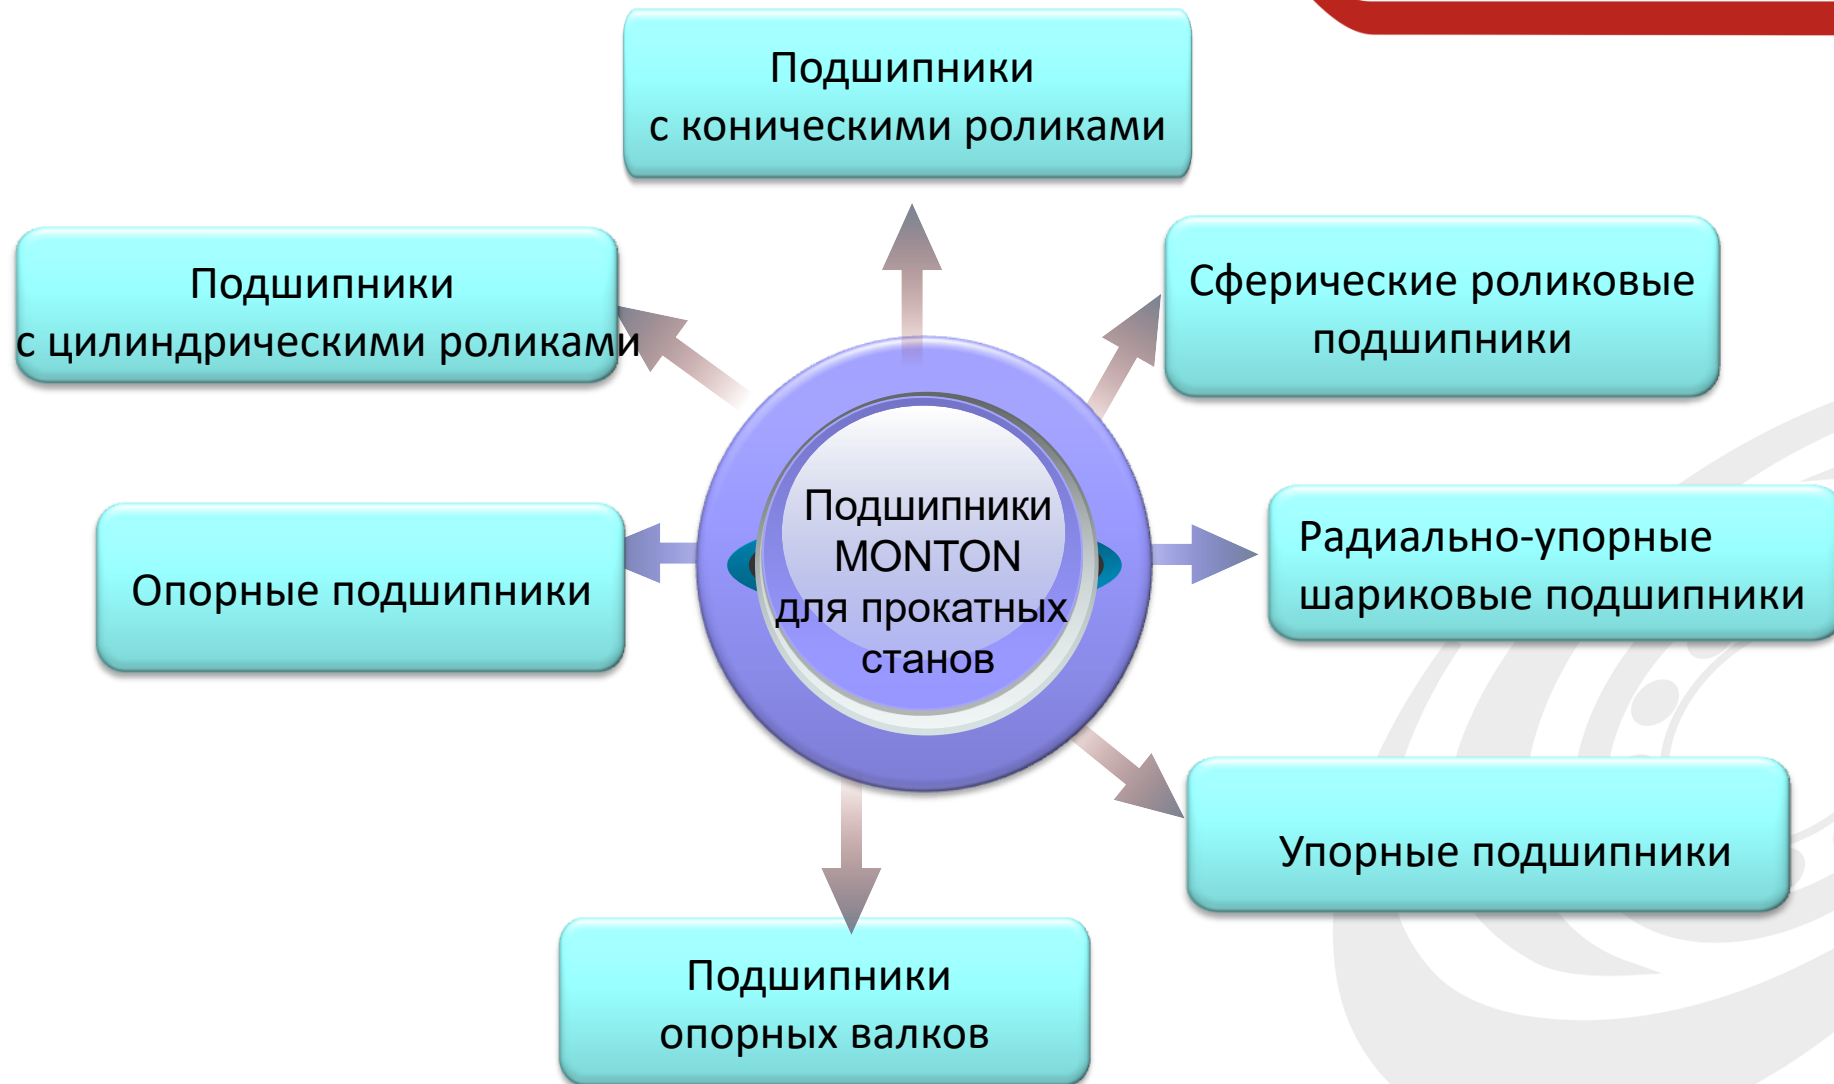 Подшипники
с коническими роликами
Подшипники
с цилиндрическими роликами
Сферические роликовые
подшипники
Опорные подшипники
Подшипники
MONTON
для прокатных
станов
Радиально-упорные
шариковые подшипники
Упорные подшипники
Подшипники
опорных валков